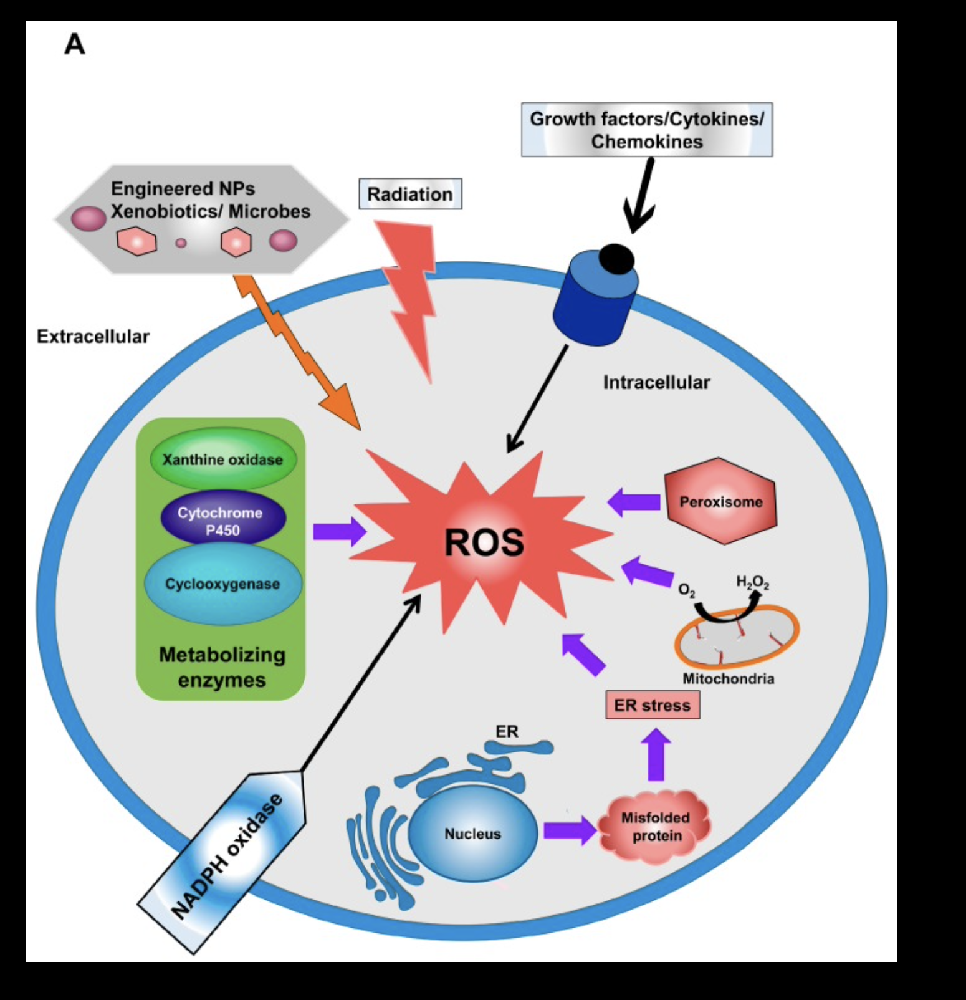 A
Growth factors/Cytokines/
Chemokines
Engineered NPs
Xenobiotics/ Microbes
Radiation
Extracellular
Intracellular
Xanthine oxidase
Cytochrome
P450
Cyclooxygenase
Metabolizing
enzymes
ROS
Peroxisome
O₂
H₂O₂
Mitochondria
ER stress
ER
Nucleus
Misfolded
protein
NADPH oxidase